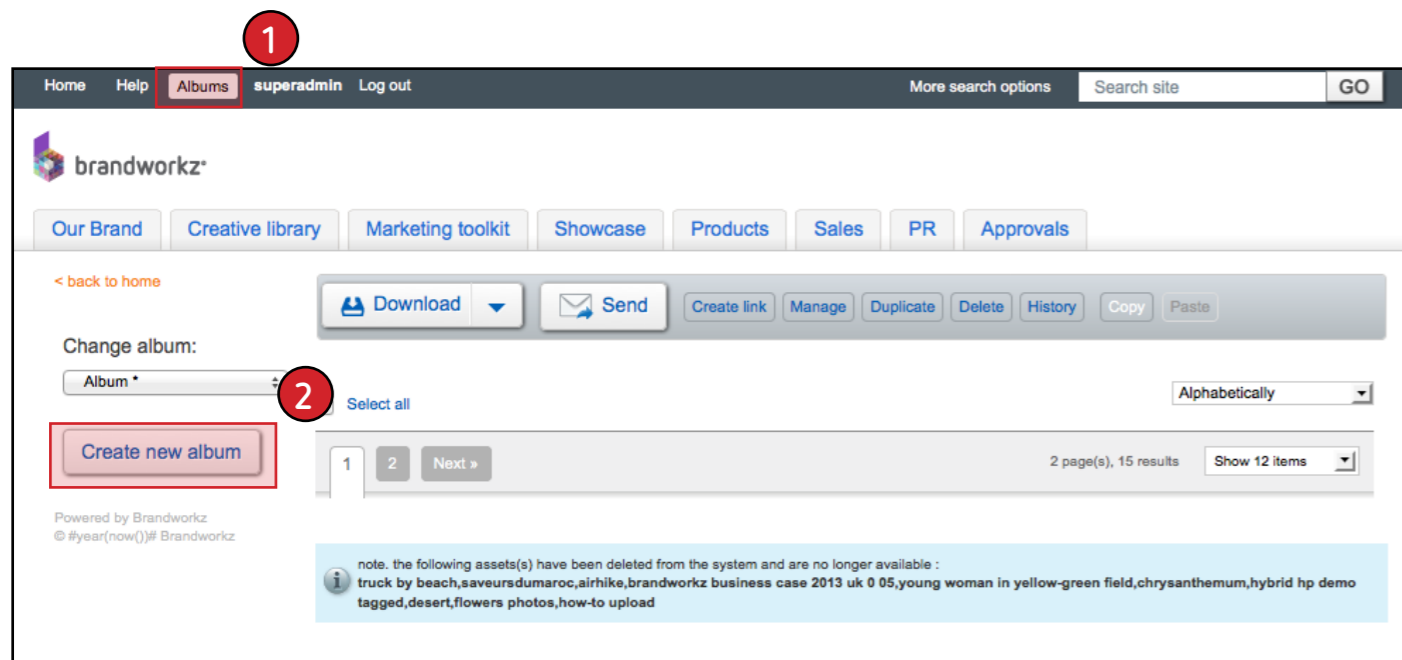 1
Home Help Albums superadmin Log out More search options Search site GO
brandworkz
Our Brand Creative library Marketing toolkit Showcase Products Sales PR Approvals
< back to home
Download Send Create link Manage Duplicate Delete History Copy Paste
Change album:
Album *
2
Select all Alphabetically
Create new album
1 2 Next » 2 page(s), 15 results Show 12 items
Powered by Brandworkz
© #year(now())# Brandworkz
note. the following assets(s) have been deleted from the system and are no longer available :
truck by beach,saveursdumaroc,airhike,brandworkz business case 2013 uk 0 05,young woman in yellow-green field,chrysanthemum,hybrid hp demo
tagged,desert,flowers photos,how-to upload